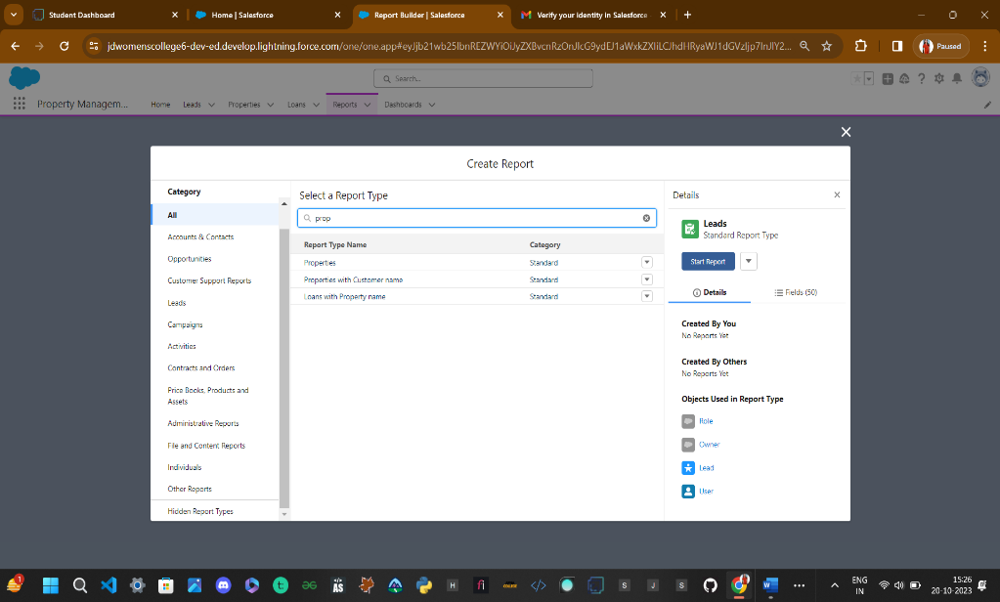 Student Dashboard
Home | Salesforce
Report Builder | Salesforce
Verify your identity in Salesforce
jdwomenscollege6-dev-ed.develop.lightning.force.com/one/one.app#eyJjb21wb25lbnREZWYiOiJyZXBvcnRzOnJlcG9ydEJ1aWxkZXIiLCJhdHRyaWJ1dGVzIjp7InJlY2...
Paused
Search...
Property Managem...
Home
Leads
Properties
Loans
Reports
Dashboards
Create Report
Category
All
Accounts & Contacts
Opportunities
Customer Support Reports
Leads
Campaigns
Activities
Contracts and Orders
Price Books, Products and
Assets
Administrative Reports
File and Content Reports
Individuals
Other Reports
Hidden Report Types
Select a Report Type
prop
Report Type Name Category
Properties Standard
Properties with Customer name Standard
Loans with Property name Standard
Details
Leads
Standard Report Type
Start Report
Details
Fields (50)
Created By You
No Reports Yet
Created By Others
No Reports Yet
Objects Used in Report Type
Role
Owner
Lead
User
1
ENG
IN
15:26
20-10-2023